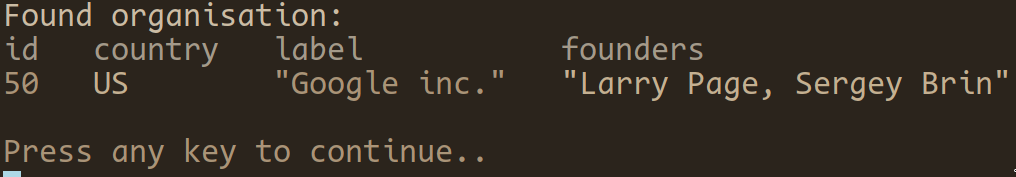 Found organisation:
id country label founders
50 US "Google inc." "Larry Page, Sergey Brin"
Press any key to continue..